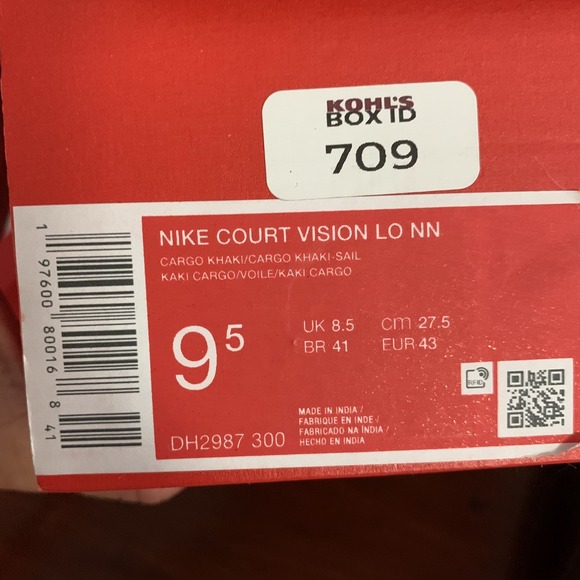 KOHL'S
BOX ID
709
NIKE COURT VISION LO NN
CARGO KHAKI/CARGO KHAKI-SAIL
KAKI CARGO/VOILE/KAKI CARGO
9⁵
UK 8.5 cm 27.5
BR 41 EUR 43
RFID
MADE IN INDIA /
FABRIQUE EN INDE /
FABRICADO NA ÍNDIA /
HECHO EN INDIA
DH2987 300
1 97600 80016 8 41